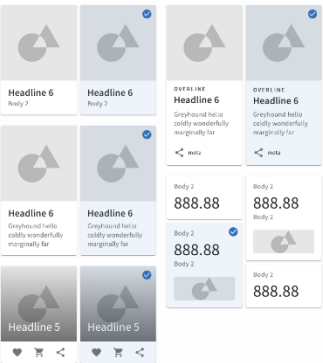 Headline 6
Body 2
Headline 6
Body 2
Headline 6
Greyhound hello
coldly wonderfully
marginally far
Headline 6
Greyhound hello
coldly wonderfully
marginally far
Headline 5
Headline 5
OVERLINE
Headline 6
Greyhound hello
coldly wonderfully
marginally far
meta
OVERLINE
Headline 6
Greyhound hello
coldly wonderfully
marginally far
meta
Body 2
888.88
Body 2
888.88
Body 2
Body 2
888.88
Body 2
Body 2
888.88